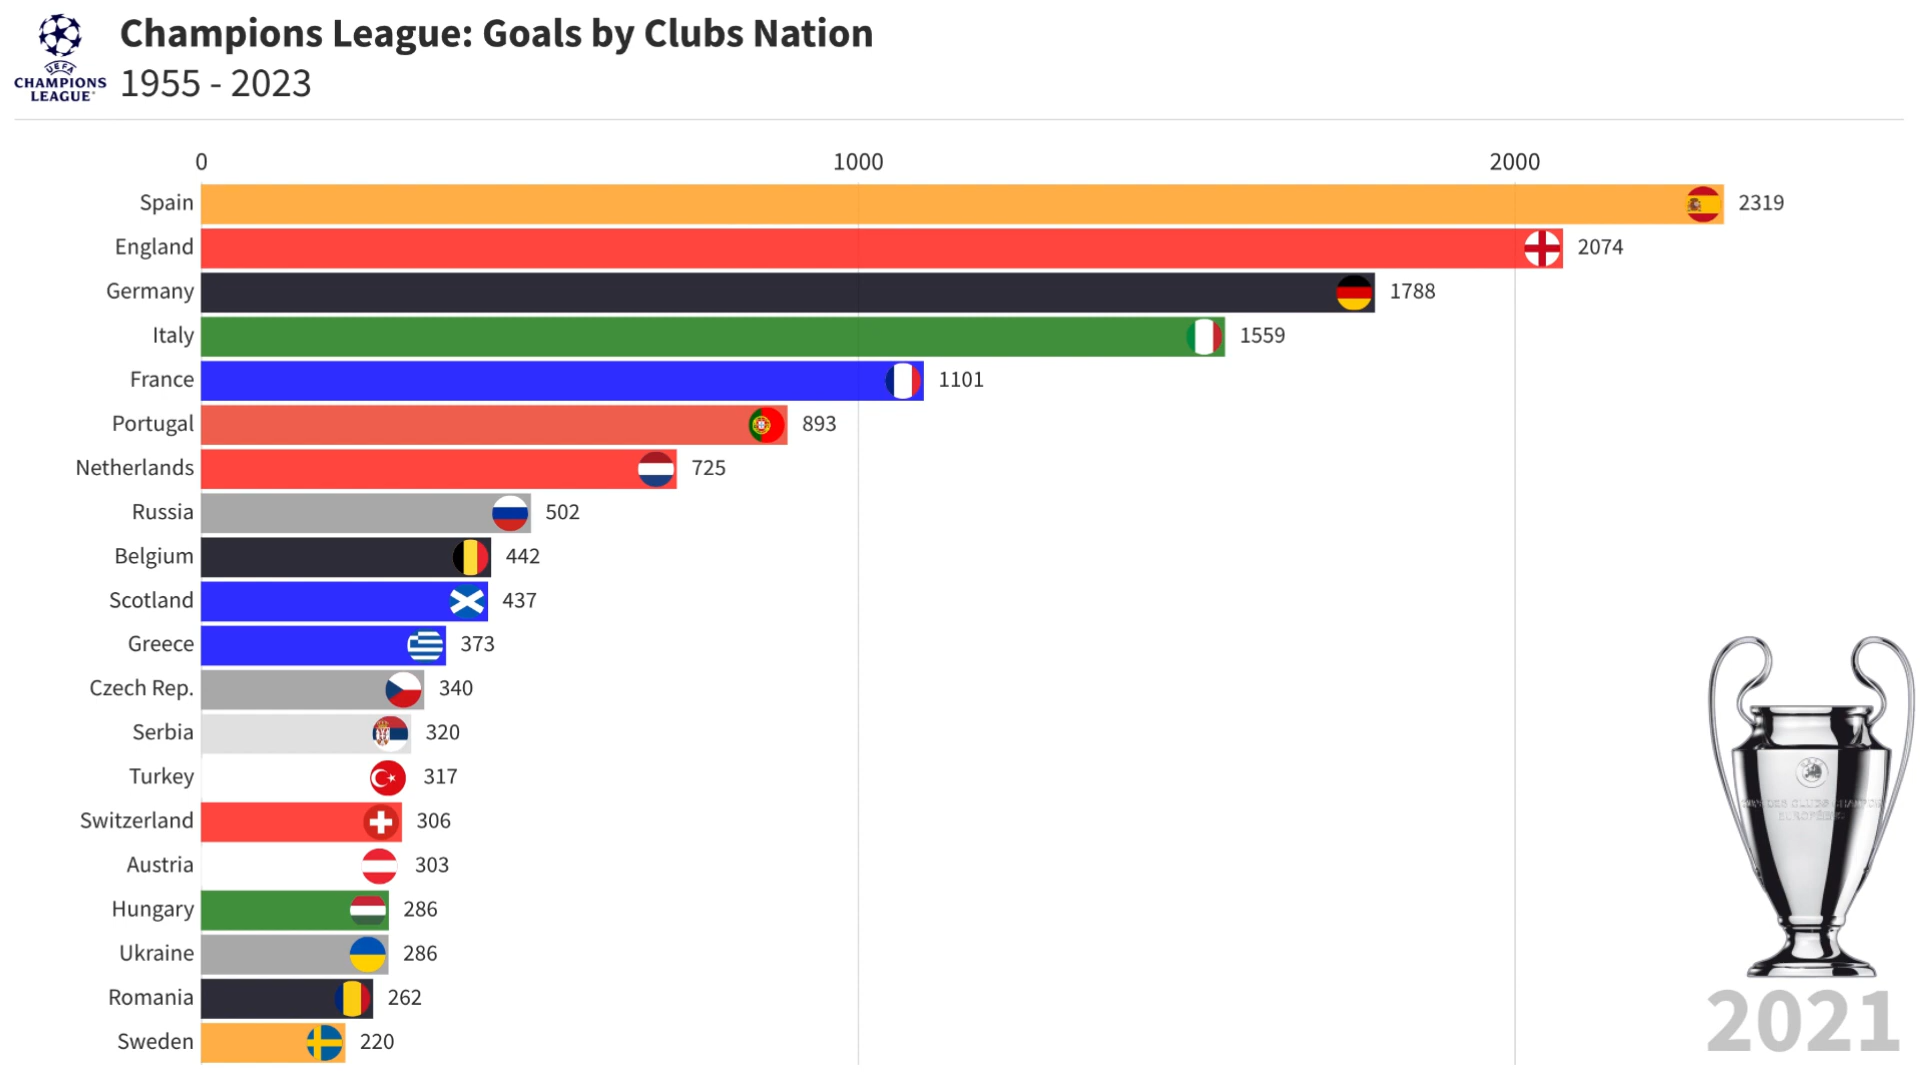 Champions League: Goals by Clubs Nation
1955 - 2023
UEFA
CHAMPIONS
LEAGUE
0 1000 2000
Spain 2319
England 2074
Germany 1788
Italy 1559
France 1101
Portugal 893
Netherlands 725
Russia 502
Belgium 442
Scotland 437
Greece 373
Czech Rep. 340
Serbia 320
Turkey 317
Switzerland 306
Austria 303
Hungary 286
Ukraine 286
Romania 262
Sweden 220
2021